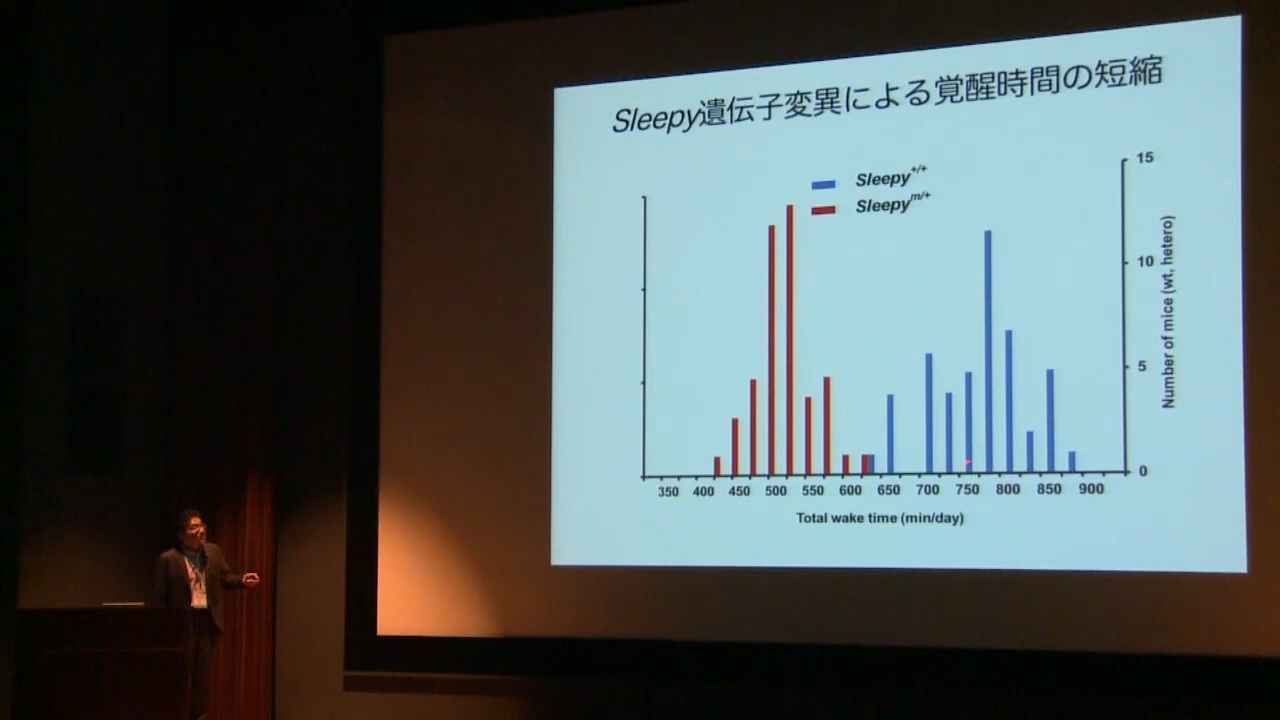 Sleepy遺伝子変異による覚醒時間の短縮
Sleepy+/+
Sleepym/+
15
10
5
0
Number of mice (wt, hetero)
350 400 450 500 550 600 650 700 750 800 850 900
Total wake time (min/day)